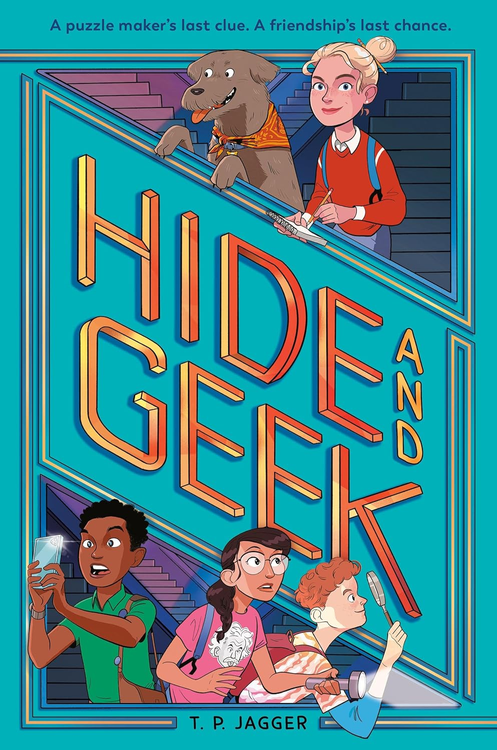 A puzzle maker's last clue. A friendship's last chance.
HIDE
AND
GEEK
T. P. JAGGER